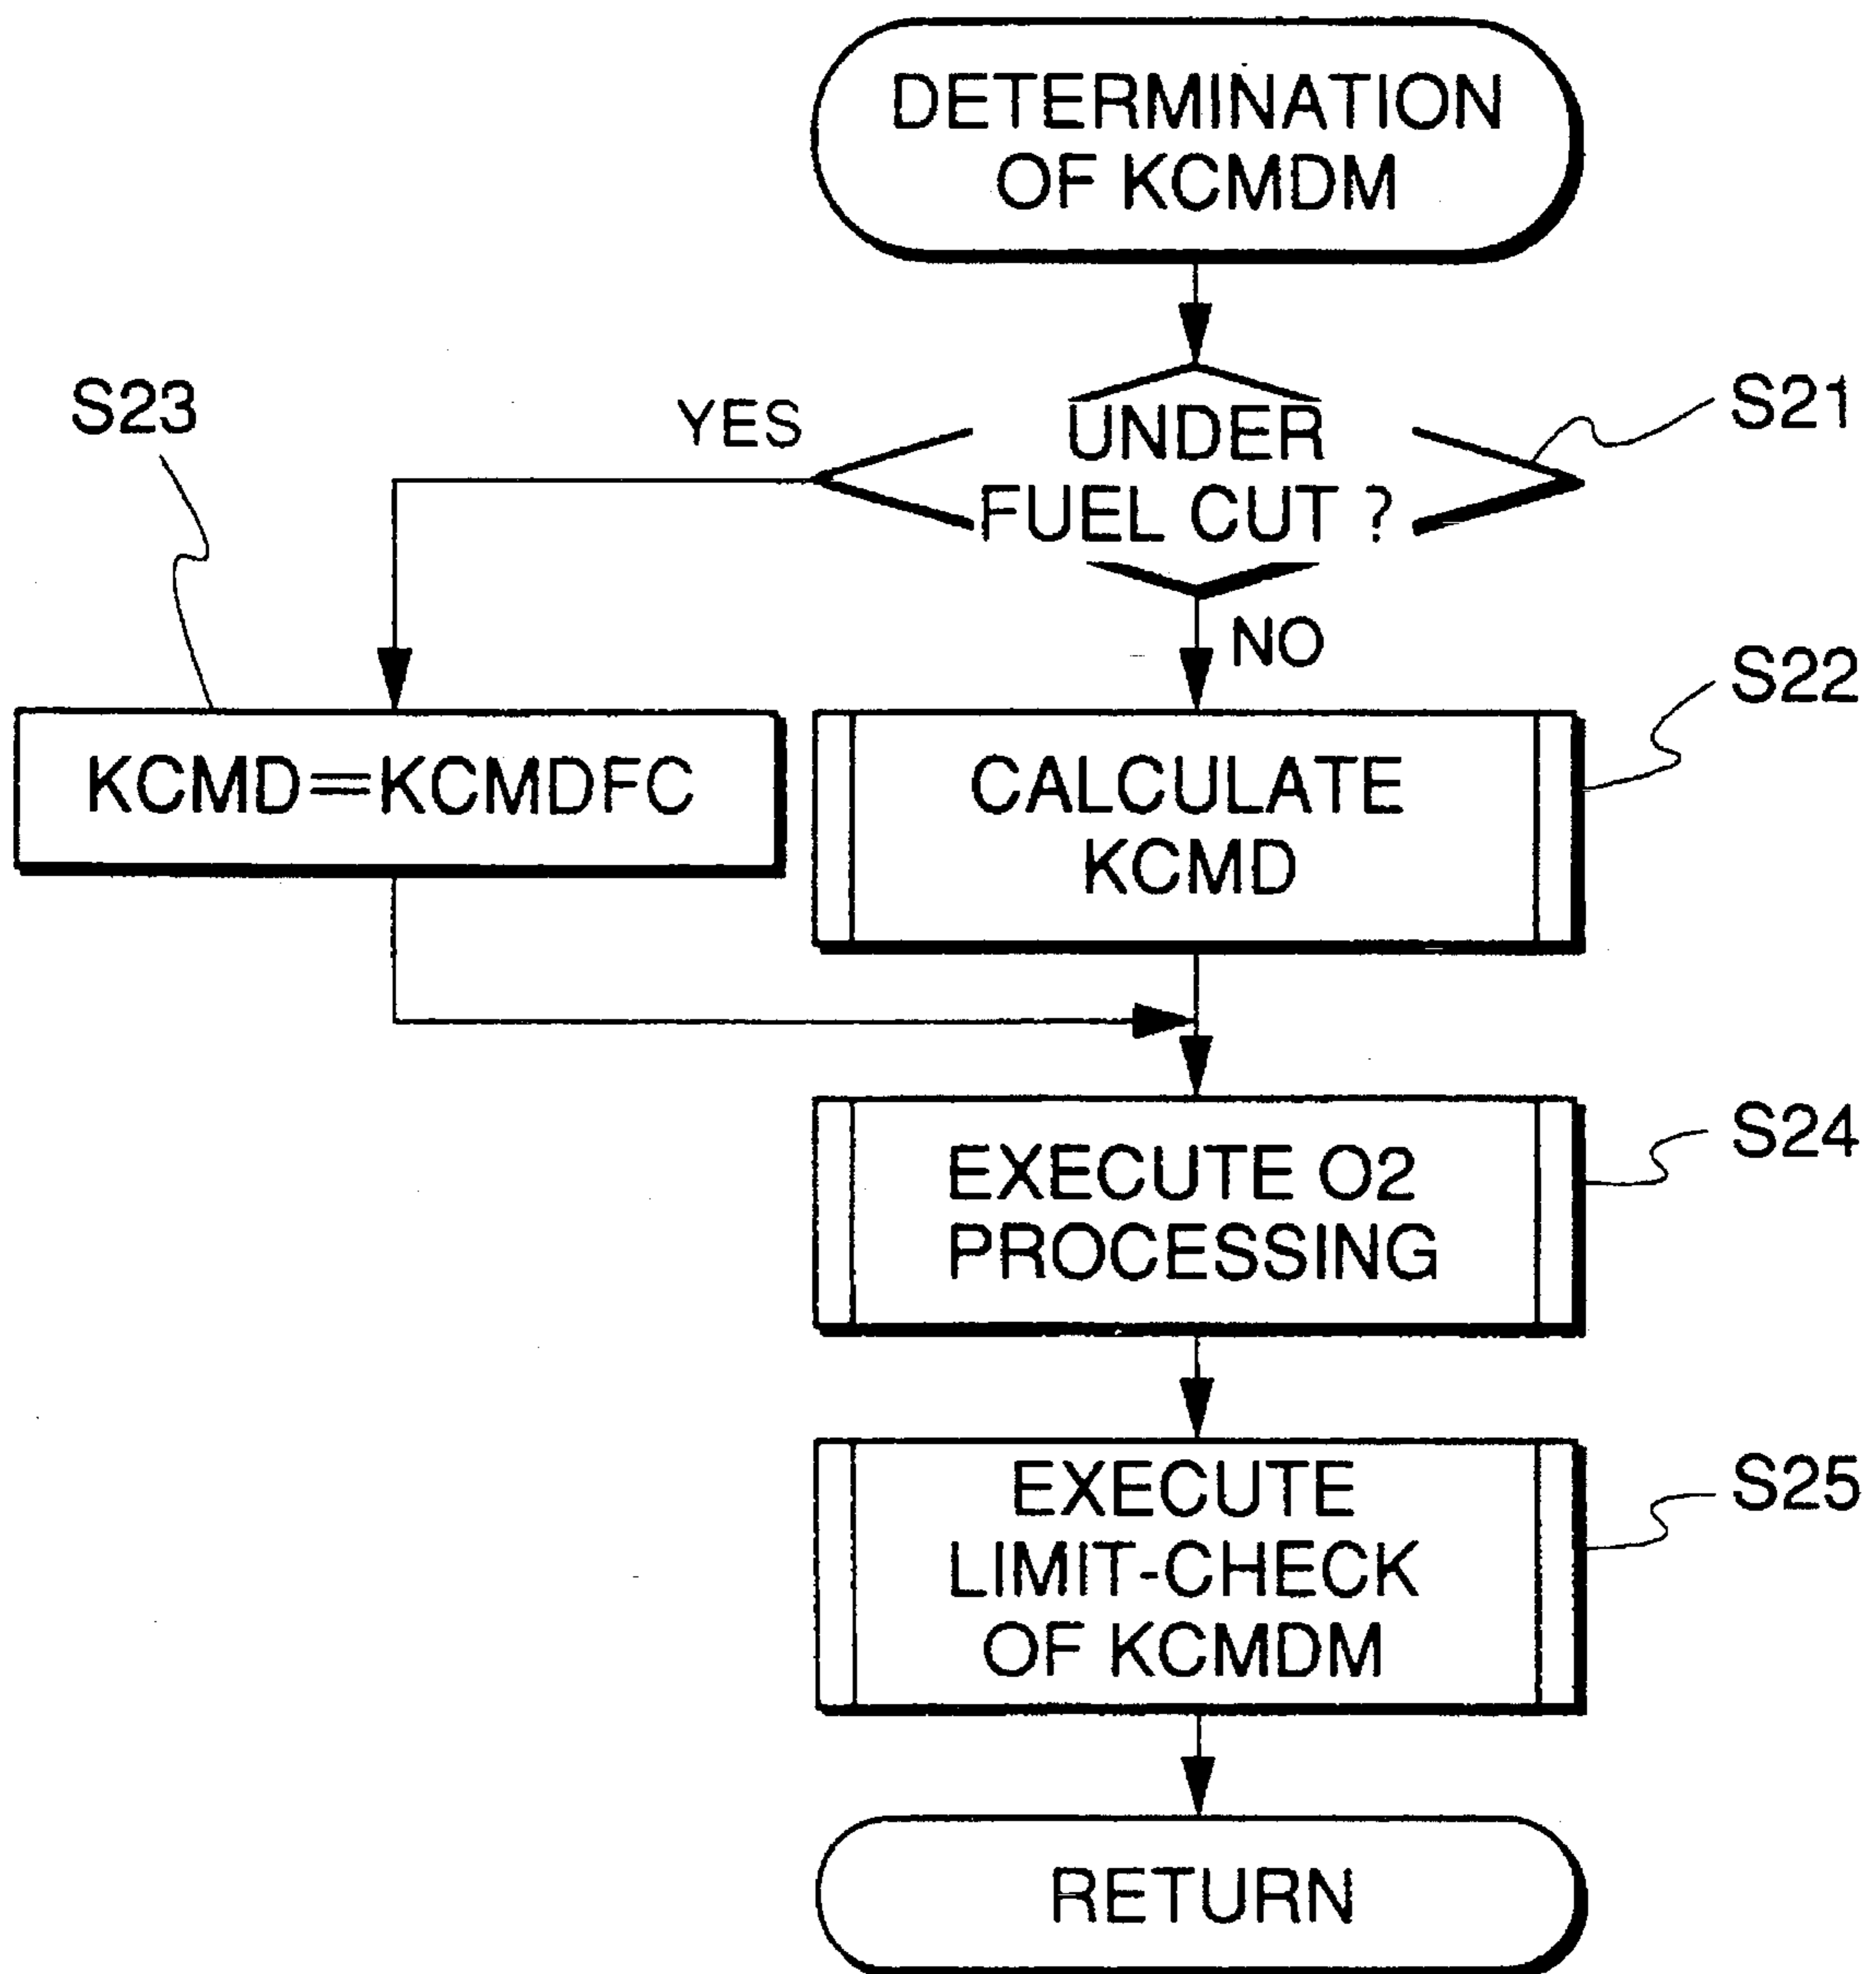 DETERMINATION
OF KCMDM
S23
YES
UNDER
FUEL CUT ?
S21
NO
S22
KCMD=KCMDFC
CALCULATE
KCMD
EXECUTE O2
PROCESSING
S24
EXECUTE
LIMIT-CHECK
OF KCMDM
S25
RETURN